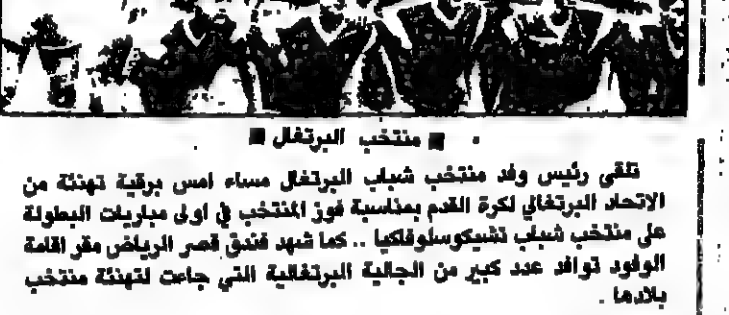 ■ منتخب البرتغال ■
تلقى رئيس وفد منتخب شباب البرتغال مساء امس برقية تهنئة من
الاتحاد البرتغالي لكرة القدم بمناسبة فوز المنتخب في اولى مباريات البطولة
على منتخب شباب تشيكوسلوفاكيا .. كما شهد فندق قصر الرياض مقر اقامة
الوفود توافد عدد كبير من الجالية البرتغالية التي جاءت لتهنئة منتخب
بلادها .